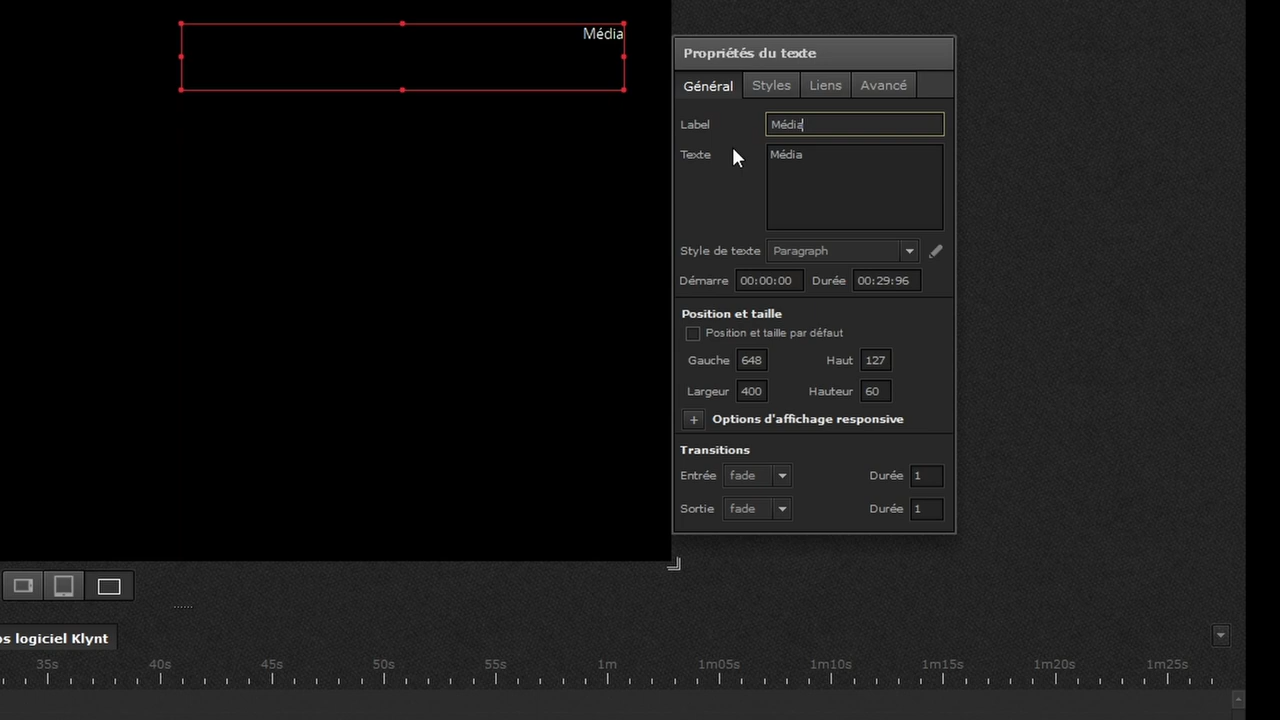 Média
Propriétés du texte
Général Styles Liens Avancé
Label Média
Texte Média
Style de texte Paragraph
Démarre 00:00:00 Durée 00:29:96
Position et taille
Position et taille par défaut
Gauche 648 Haut 127
Largeur 400 Hauteur 60
+ Options d'affichage responsive
Transitions
Entrée fade Durée 1
Sortie fade Durée 1
os logiciel Klynt
35s 40s 45s 50s 55s 1m 1m05s 1m10s 1m15s 1m20s 1m25s